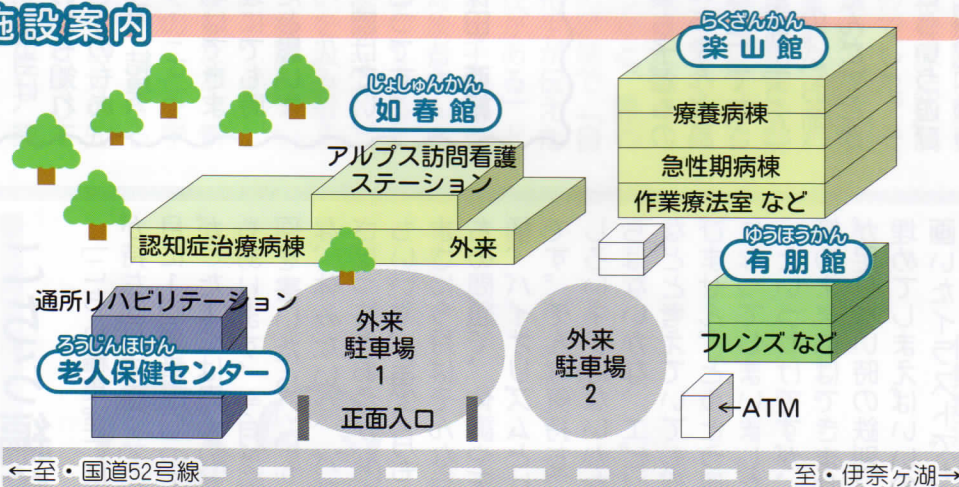 施設案内
らくざんかん
楽山館
療養病棟
急性期病棟
作業療法室 など
じょしゅんかん
如春館
アルプス訪問看護
ステーション
認知症治療病棟
外来
ゆうほうかん
有朋館
フレンズ など
通所リハビリテーション
ろうじんほけん
老人保健センター
外来
駐車場
1
外来
駐車場
2
正面入口
←ATM
←至・国道52号線
至・伊奈ヶ湖→